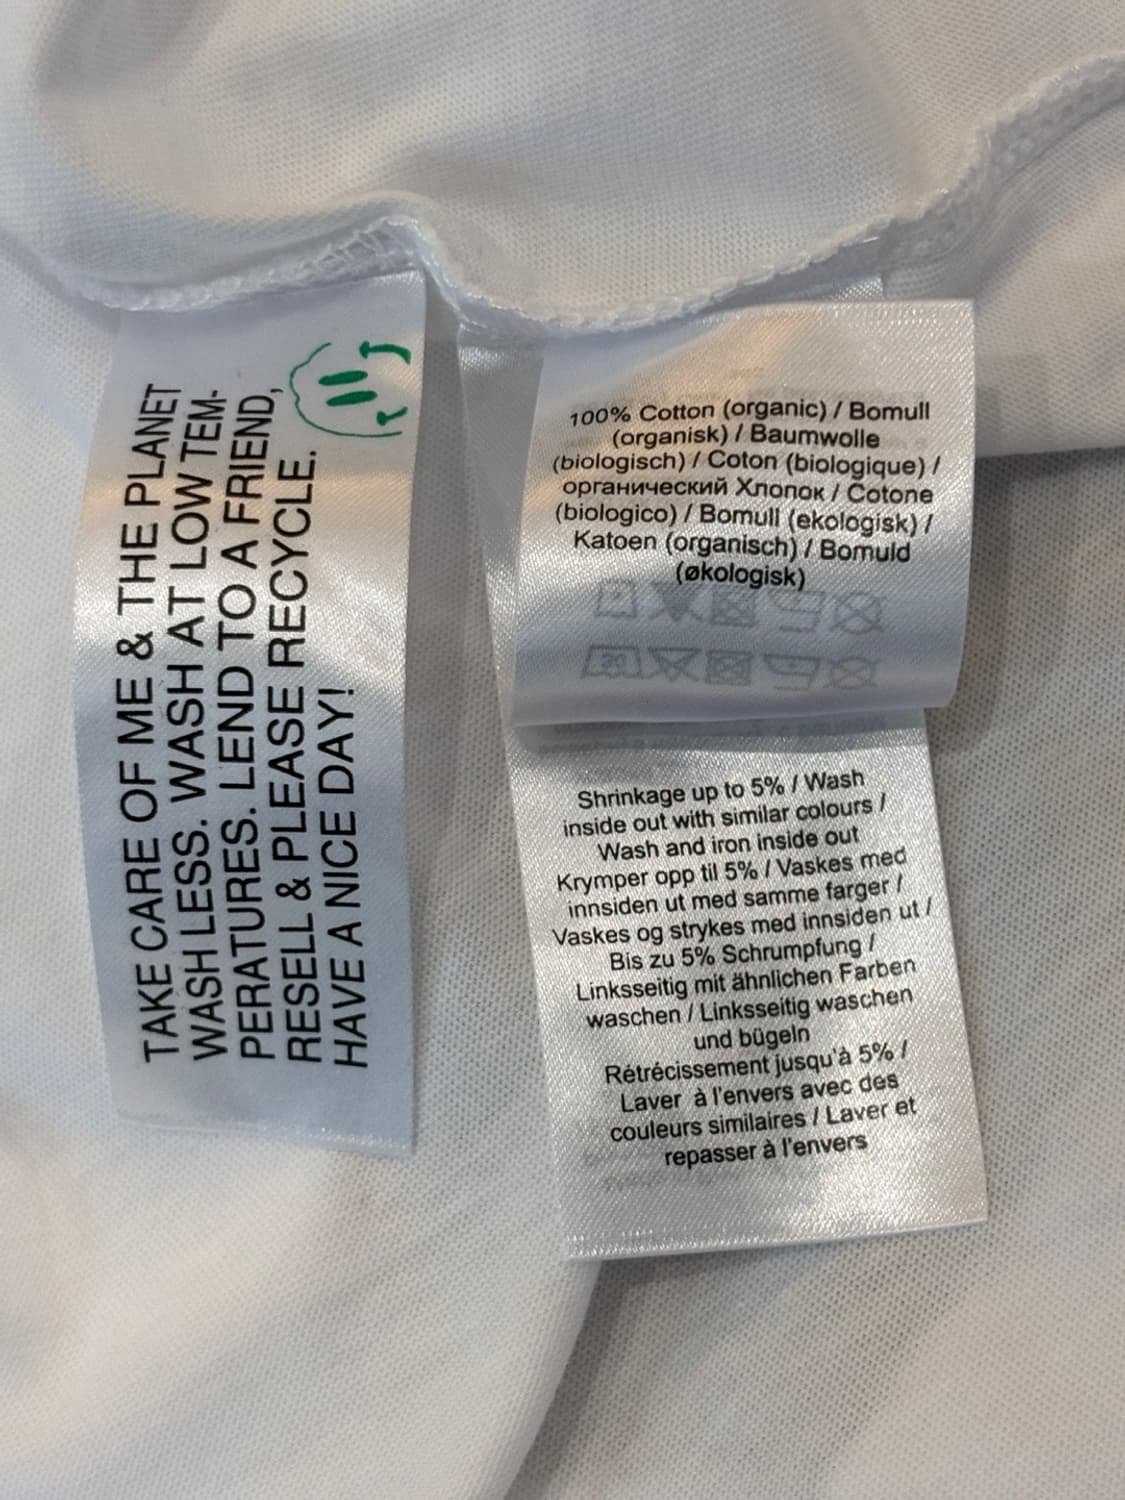 TAKE CARE OF ME & THE PLANET
WASH LESS. WASH AT LOW TEM-
PERATURES. LEND TO A FRIEND,
RESELL & PLEASE RECYCLE.
HAVE A NICE DAY!
100% Cotton (organic) / Bomull
(organisk) / Baumwolle
(biologisch) / Coton (biologique) /
органический Хлопок / Cotone
(biologico) / Bomull (ekologisk) /
Katoen (organisch) / Bomuld
(økologisk)
30
Shrinkage up to 5% / Wash
inside out with similar colours /
Wash and iron inside out
Krymper opp til 5% / Vaskes med
innsiden ut med samme farger /
Vaskes og strykes med innsiden ut /
Bis zu 5% Schrumpfung /
Linksseitig mit ähnlichen Farben
waschen / Linksseitig waschen
und bügeln
Rétrécissement jusqu'à 5% /
Laver à l'envers avec des
couleurs similaires / Laver et
repasser à l'envers